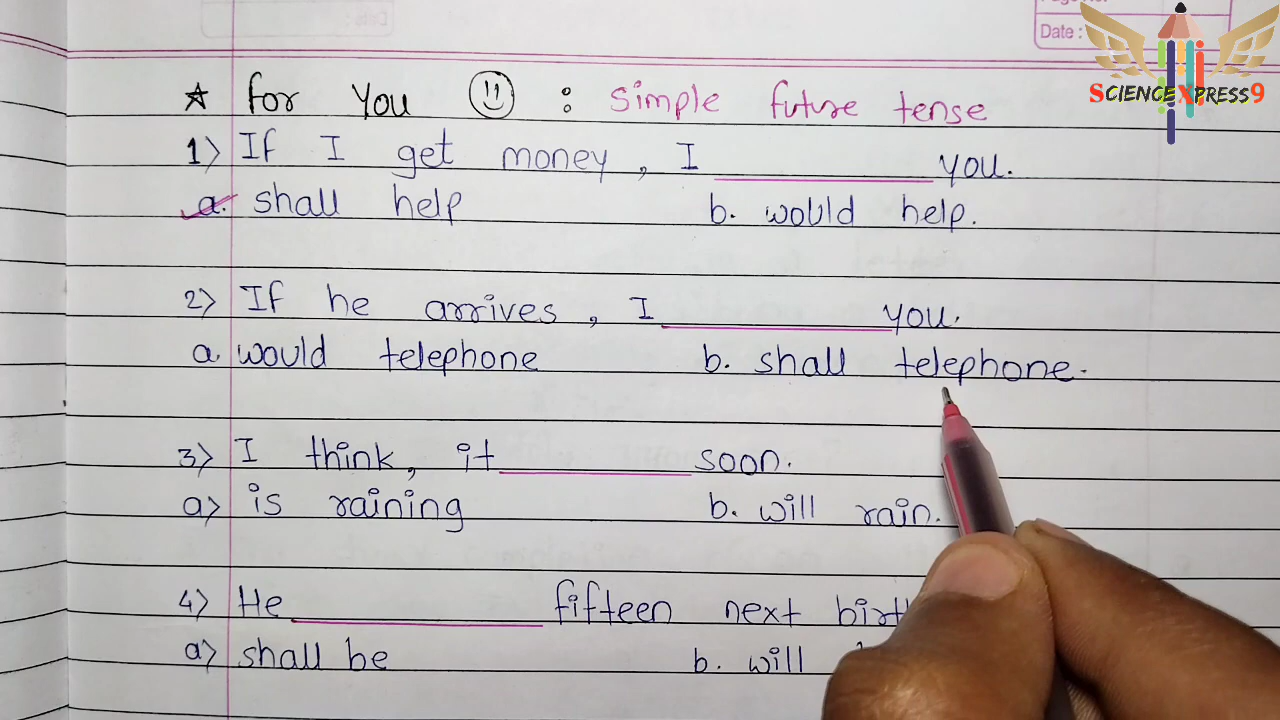 Date :
SCIENCEXPRESS9
★ for You : simple future tense
1) If I get money, I ________ you.
a. shall help b. would help.
2) If he arrives, I ________ you.
a. would telephone b. shall telephone.
3) I think, it ________ soon.
a) is raining b. will rain.
4) He ________ fifteen next
a) shall be b. will